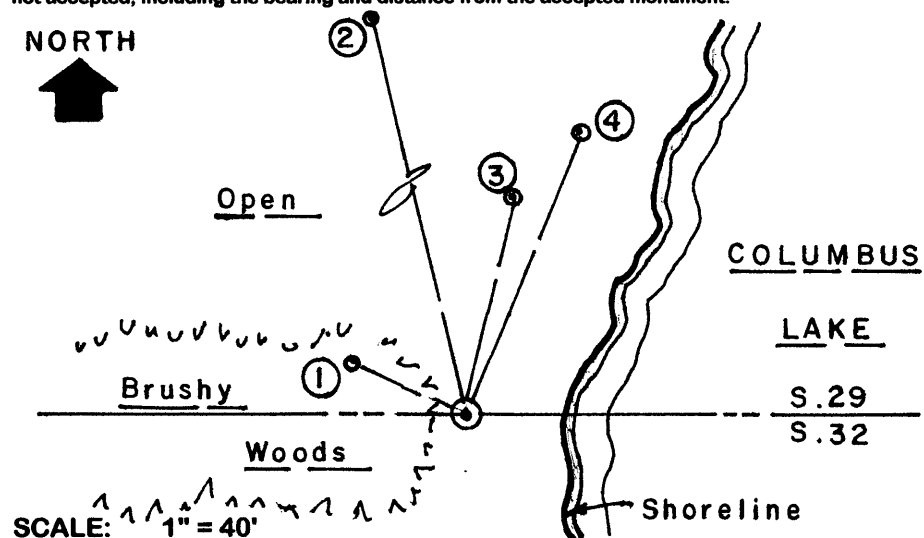 not accepted, including the bearing and distance from the accepted monument.
NORTH
2
4
3
Open
COLUMBUS
LAKE
1
Brushy
S.29
S.32
Woods
Shoreline
SCALE: 1" = 40'